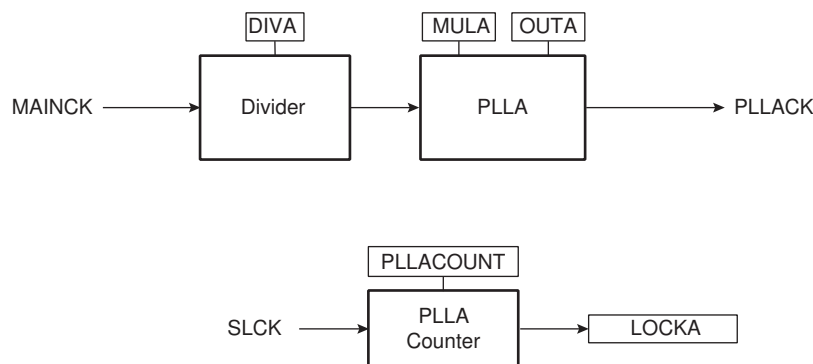 DIVA
MULA
OUTA
MAINCK
Divider
PLLA
PLLACK
PLLACOUNT
SLCK
PLLA
Counter
LOCKA